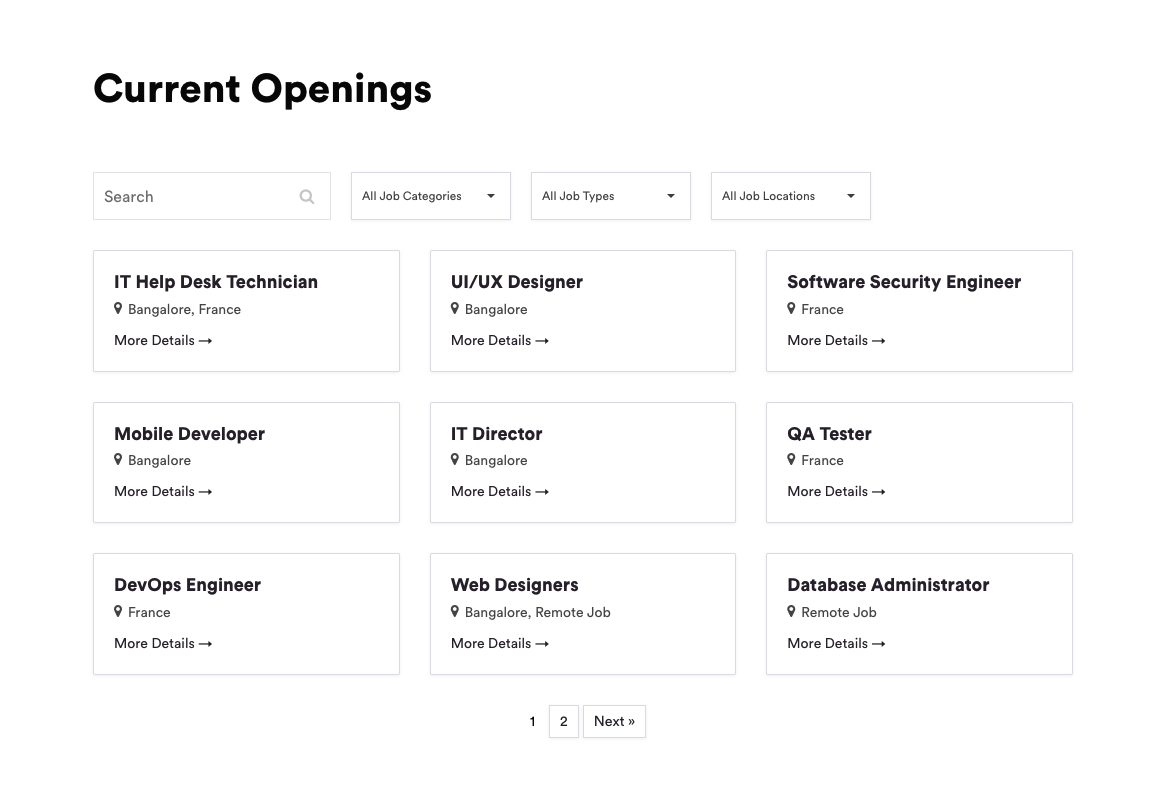 Current Openings
Search
All Job Categories
All Job Types
All Job Locations
IT Help Desk Technician
Bangalore, France
More Details →
UI/UX Designer
Bangalore
More Details →
Software Security Engineer
France
More Details →
Mobile Developer
Bangalore
More Details →
IT Director
Bangalore
More Details →
QA Tester
France
More Details →
DevOps Engineer
France
More Details →
Web Designers
Bangalore, Remote Job
More Details →
Database Administrator
Remote Job
More Details →
1 2 Next »